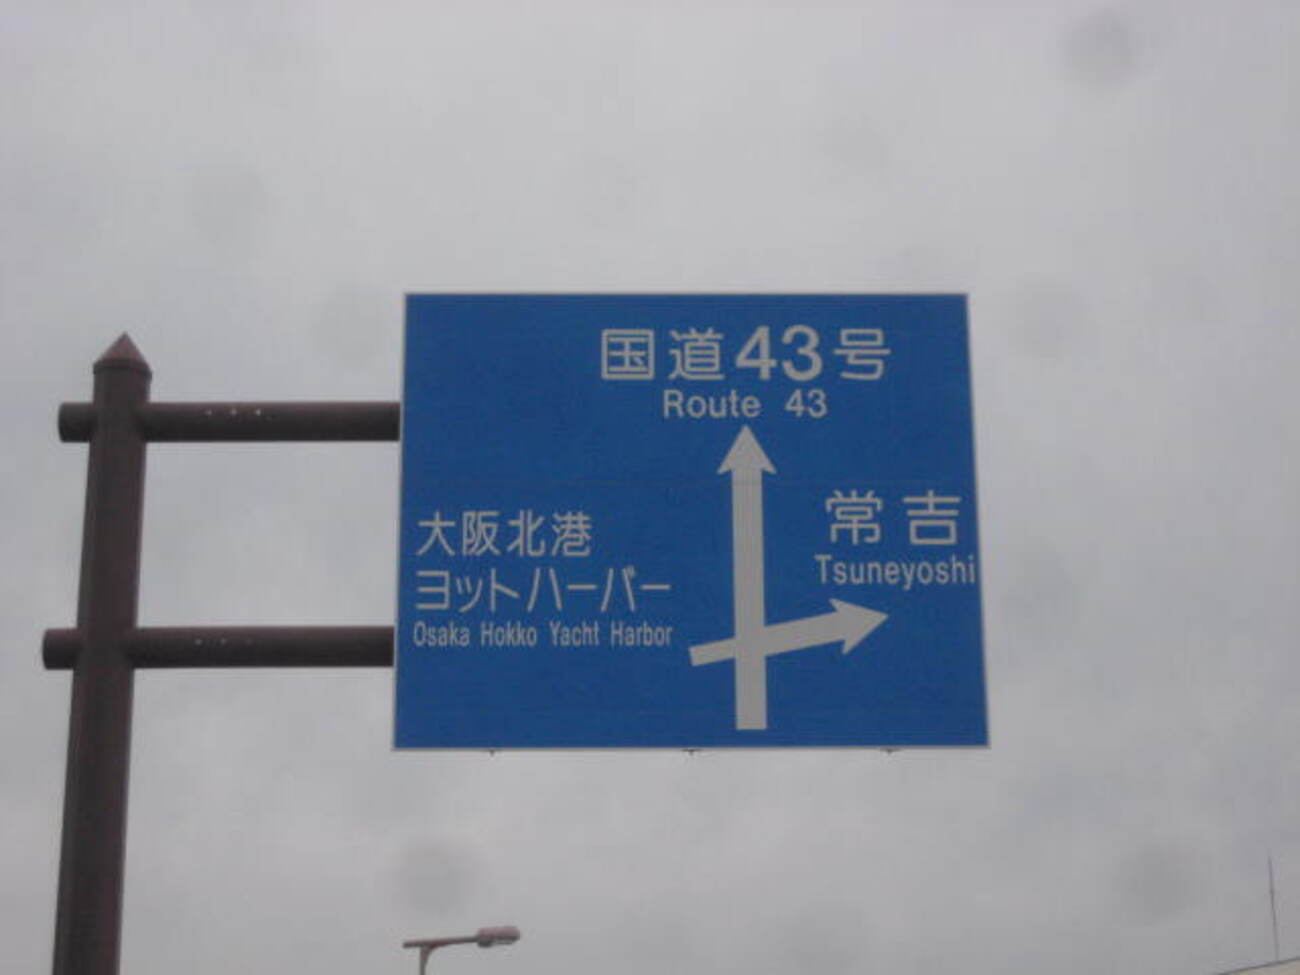 国道43号
Route 43
常吉
Tsuneyoshi
大阪北港
ヨットハーバー
Osaka Hokko Yacht Harbor